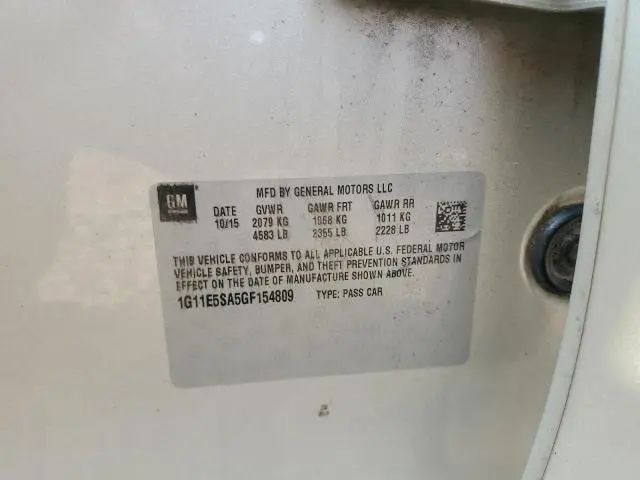 GM
MFD BY GENERAL MOTORS LLC
DATE GVWR GAWR FRT GAWR RR
10/15 2079 KG 1068 KG 1011 KG
4583 LB 2355 LB 2228 LB
THIS VEHICLE CONFORMS TO ALL APPLICABLE U.S. FEDERAL MOTOR
VEHICLE SAFETY, BUMPER, AND THEFT PREVENTION STANDARDS IN
EFFECT ON THE DATE OF MANUFACTURE SHOWN ABOVE.
1G11E5SA5GF154809 TYPE: PASS CAR